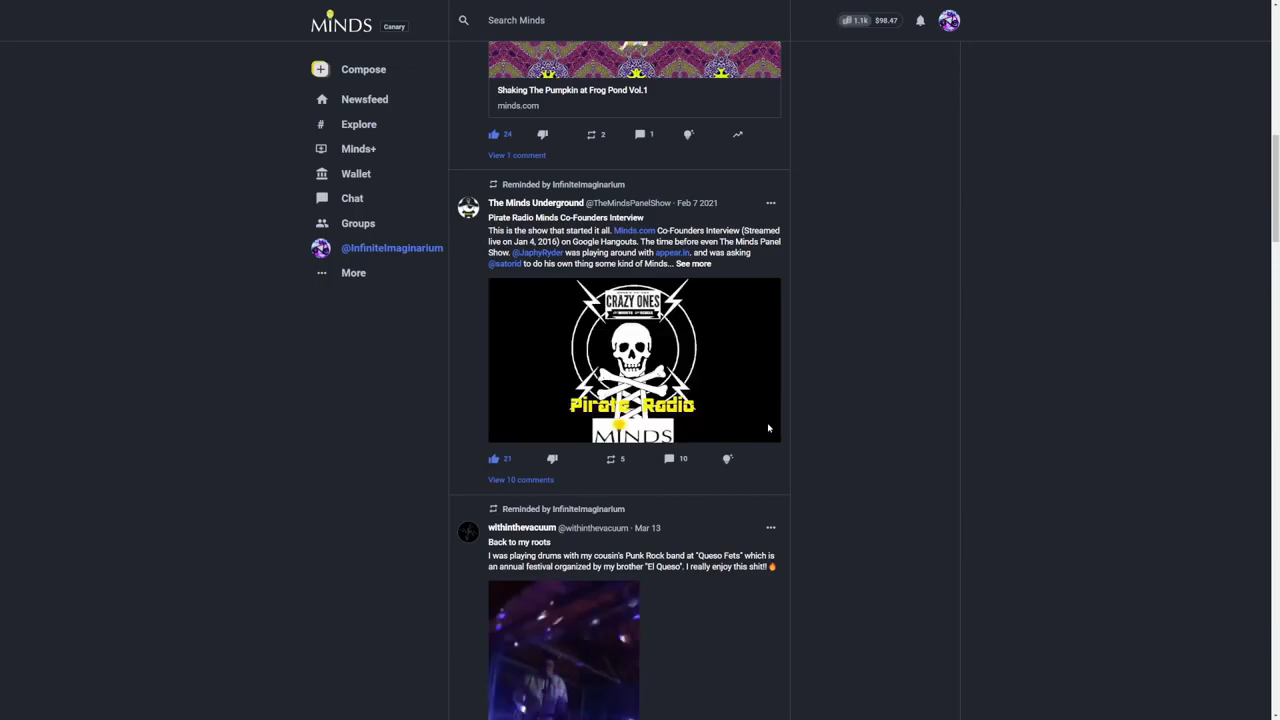 MINDS
Canary
Search Minds
1.1k $98.47
Compose
Newsfeed
# Explore
Minds+
Wallet
Chat
Groups
@InfiniteImaginarium
More
Shaking The Pumpkin at Frog Pond Vol.1
minds.com
24 2 1
View 1 comment
Reminded by InfiniteImaginarium
The Minds Underground @TheMindsPanelShow · Feb 7 2021
Pirate Radio Minds Co-Founders Interview
This is the show that started it all. Minds.com Co-Founders Interview (Streamed
live on Jan 4, 2016) on Google Hangouts. The time before even The Minds Panel
Show. @JaphyRyder was playing around with appear.in, and was asking
@satorid to do his own thing some kind of Minds... See more
CRAZY ONES
Pirate Radio
MINDS
21 5 10
View 10 comments
Reminded by InfiniteImaginarium
withinthevacuum @withinthevacuum · Mar 13
Back to my roots
I was playing drums with my cousin's Punk Rock band at "Queso Fets" which is
an annual festival organized by my brother "El Queso". I really enjoy this shit!!🔥